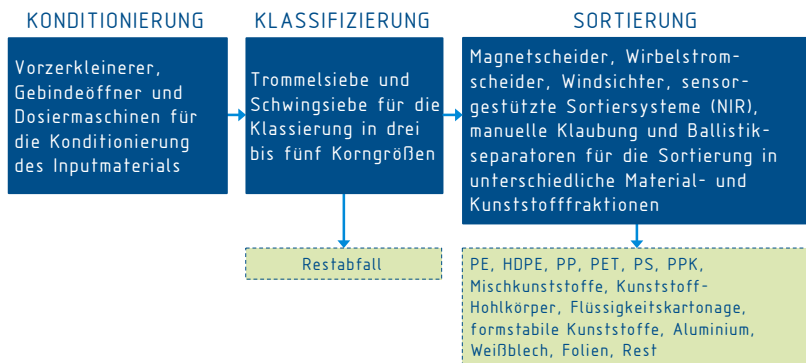 KONDITIONIERUNG
Vorzerkleinerer,
Gebindeöffner und
Dosiermaschinen für
die Konditionierung
des Inputmaterials
KLASSIFIZIERUNG
Trommelsiebe und
Schwingsiebe für die
Klassierung in drei
bis fünf Korngrößen
Restabfall
SORTIERUNG
Magnetscheider, Wirbelstrom-
scheider, Windsichter, sensor-
gestützte Sortiersysteme (NIR),
manuelle Klaubung und Ballistik-
separatoren für die Sortierung in
unterschiedliche Material- und
Kunststofffraktionen
PE, HDPE, PP, PET, PS, PPK,
Mischkunststoffe, Kunststoff-
Hohlkörper, Flüssigkeitskartonage,
formstabile Kunststoffe, Aluminium,
Weißblech, Folien, Rest